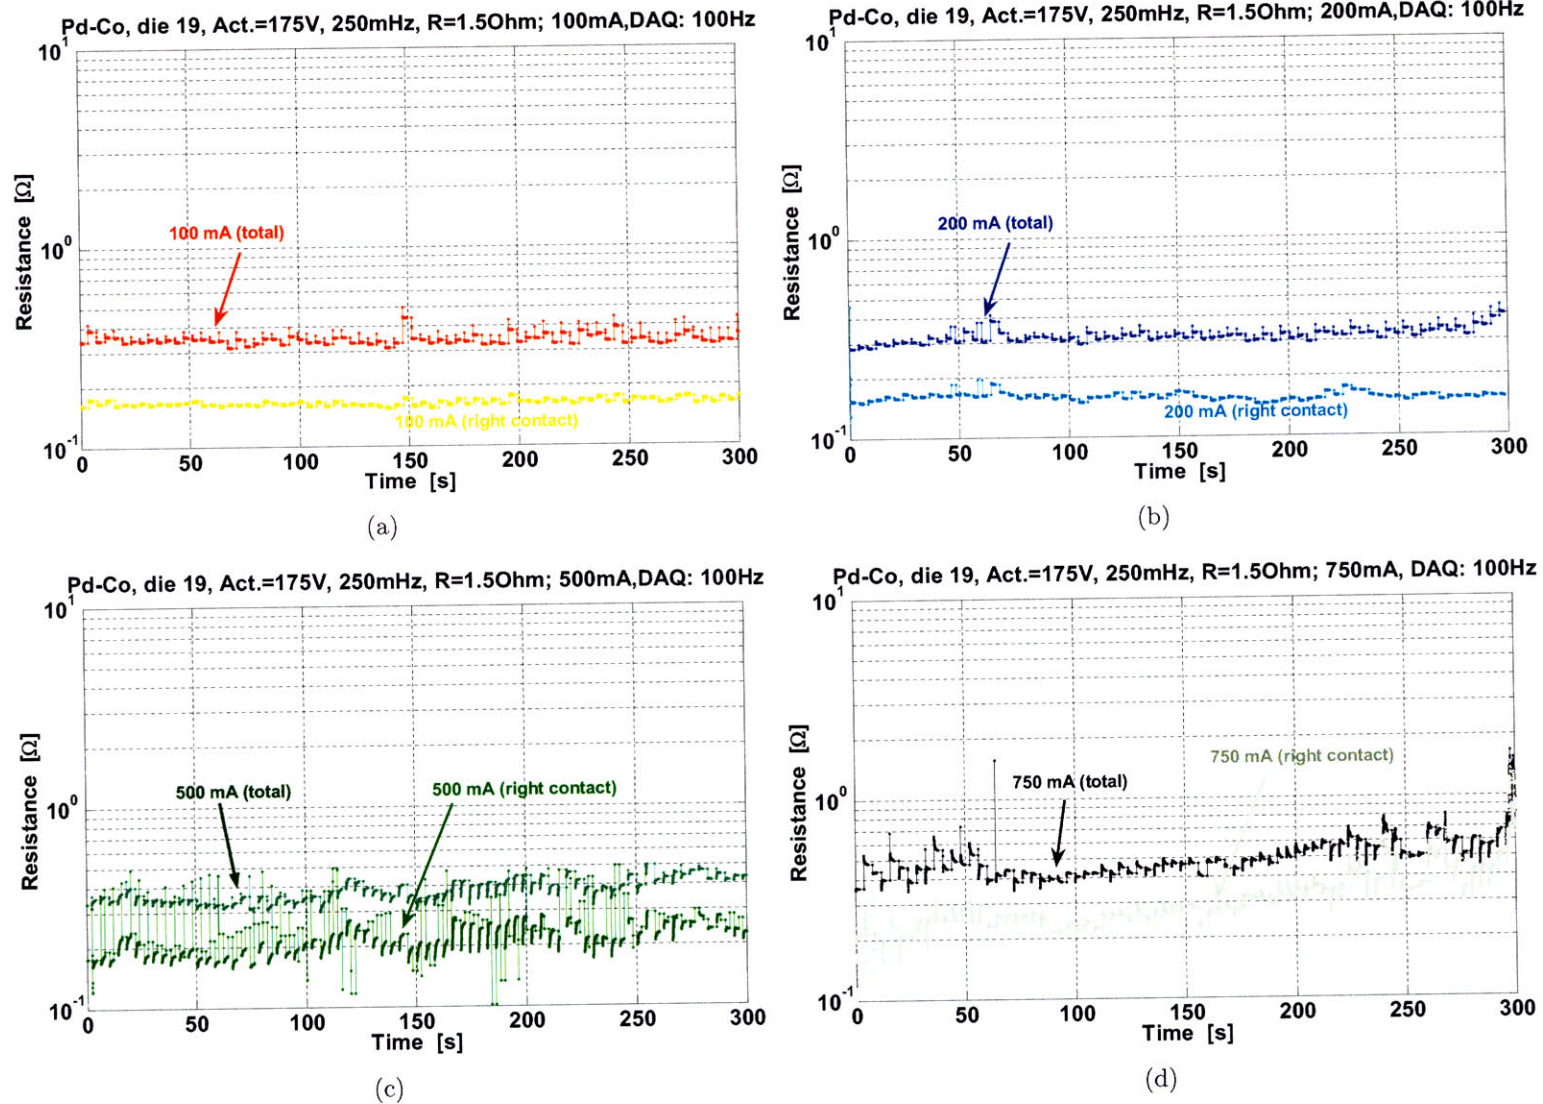 Pd-Co, die 19, Act.=175V, 250mHz, R=1.5Ohm; 100mA,DAQ: 100Hz
10^1
10^0
10^-1
Resistance [Ω]
100 mA (total)
100 mA (right contact)
0 50 100 150 200 250 300
Time [s]
(a)
Pd-Co, die 19, Act.=175V, 250mHz, R=1.5Ohm; 200mA,DAQ: 100Hz
10^1
10^0
10^-1
Resistance [Ω]
200 mA (total)
200 mA (right contact)
0 50 100 150 200 250 300
Time [s]
(b)
Pd-Co, die 19, Act.=175V, 250mHz, R=1.5Ohm; 500mA,DAQ: 100Hz
10^1
10^0
10^-1
Resistance [Ω]
500 mA (total)
500 mA (right contact)
0 50 100 150 200 250 300
Time [s]
(c)
Pd-Co, die 19, Act.=175V, 250mHz, R=1.5Ohm; 750mA, DAQ: 100Hz
10^1
10^0
10^-1
Resistance [Ω]
750 mA (total)
750 mA (right contact)
0 50 100 150 200 250 300
Time [s]
(d)